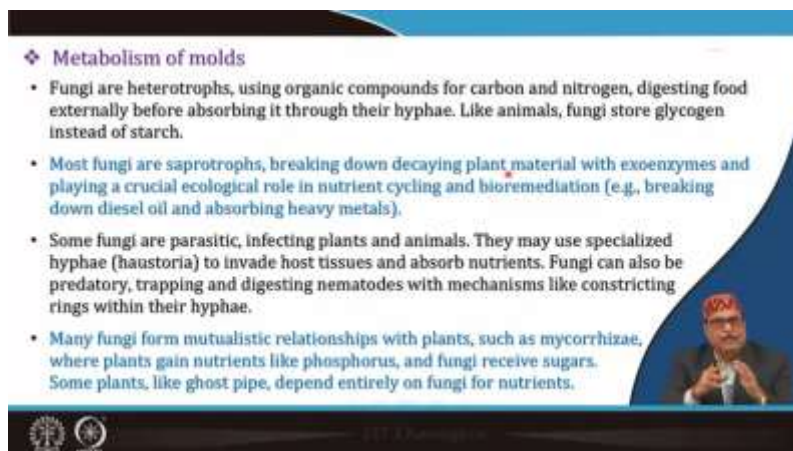 ❖ Metabolism of molds
• Fungi are heterotrophs, using organic compounds for carbon and nitrogen, digesting food
externally before absorbing it through their hyphae. Like animals, fungi store glycogen
instead of starch.
• Most fungi are saprotrophs, breaking down decaying plant material with exoenzymes and
playing a crucial ecological role in nutrient cycling and bioremediation (e.g., breaking
down diesel oil and absorbing heavy metals).
• Some fungi are parasitic, infecting plants and animals. They may use specialized
hyphae (haustoria) to invade host tissues and absorb nutrients. Fungi can also be
predatory, trapping and digesting nematodes with mechanisms like constricting
rings within their hyphae.
• Many fungi form mutualistic relationships with plants, such as mycorrhizae,
where plants gain nutrients like phosphorus, and fungi receive sugars.
Some plants, like ghost pipe, depend entirely on fungi for nutrients.